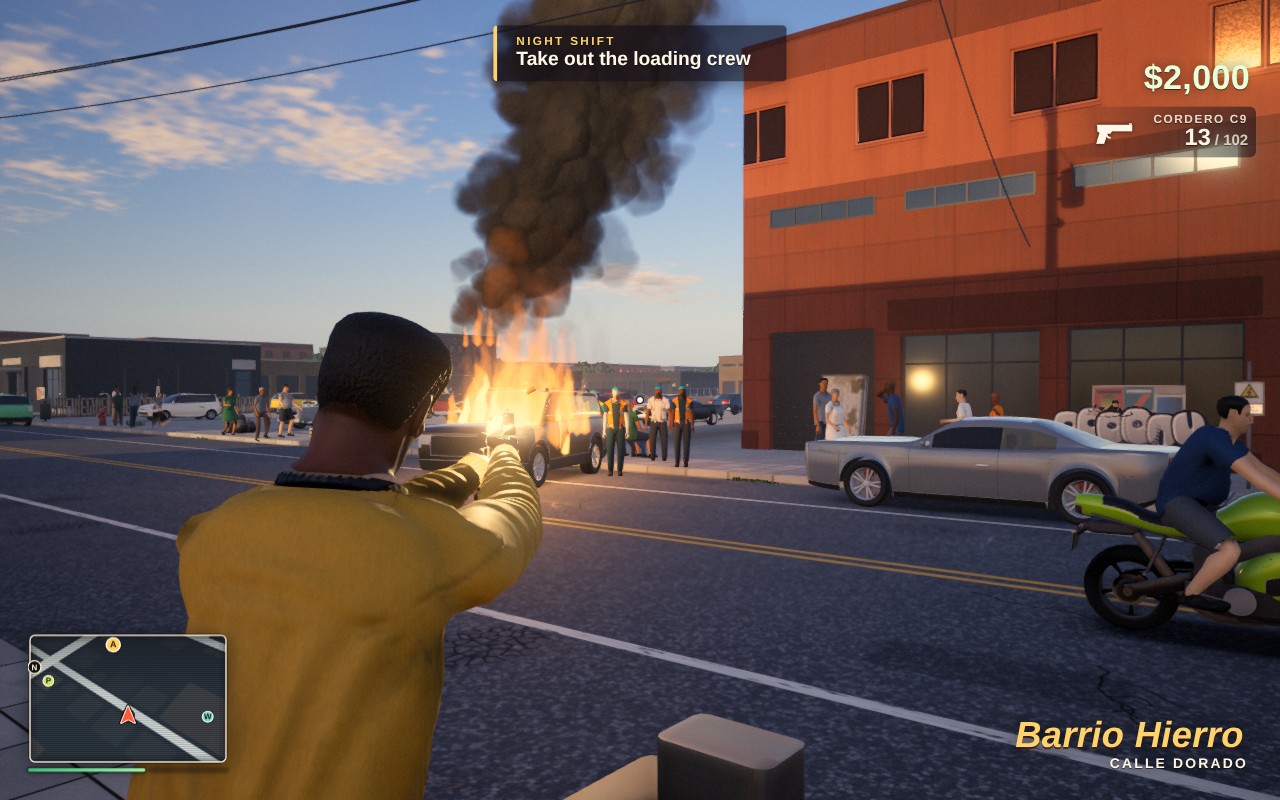 NIGHT SHIFT
Take out the loading crew
$2,000
CORDERO C9
13 / 102
A
N
P
W
Barrio Hierro
CALLE DORADO